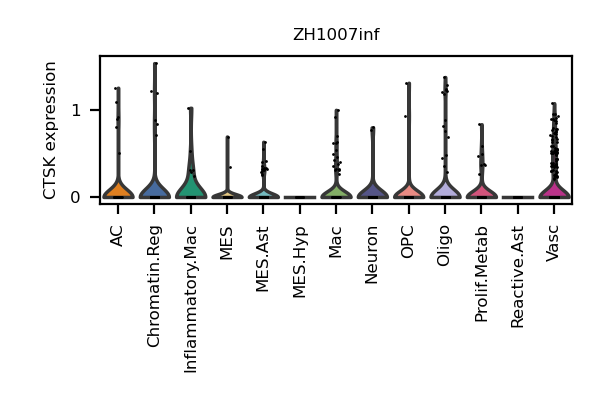 ZH1007inf
CTSK expression
1
0
AC
Chromatin.Reg
Inflammatory.Mac
MES
MES.Ast
MES.Hyp
Mac
Neuron
OPC
Oligo
Prolif.Metab
Reactive.Ast
Vasc